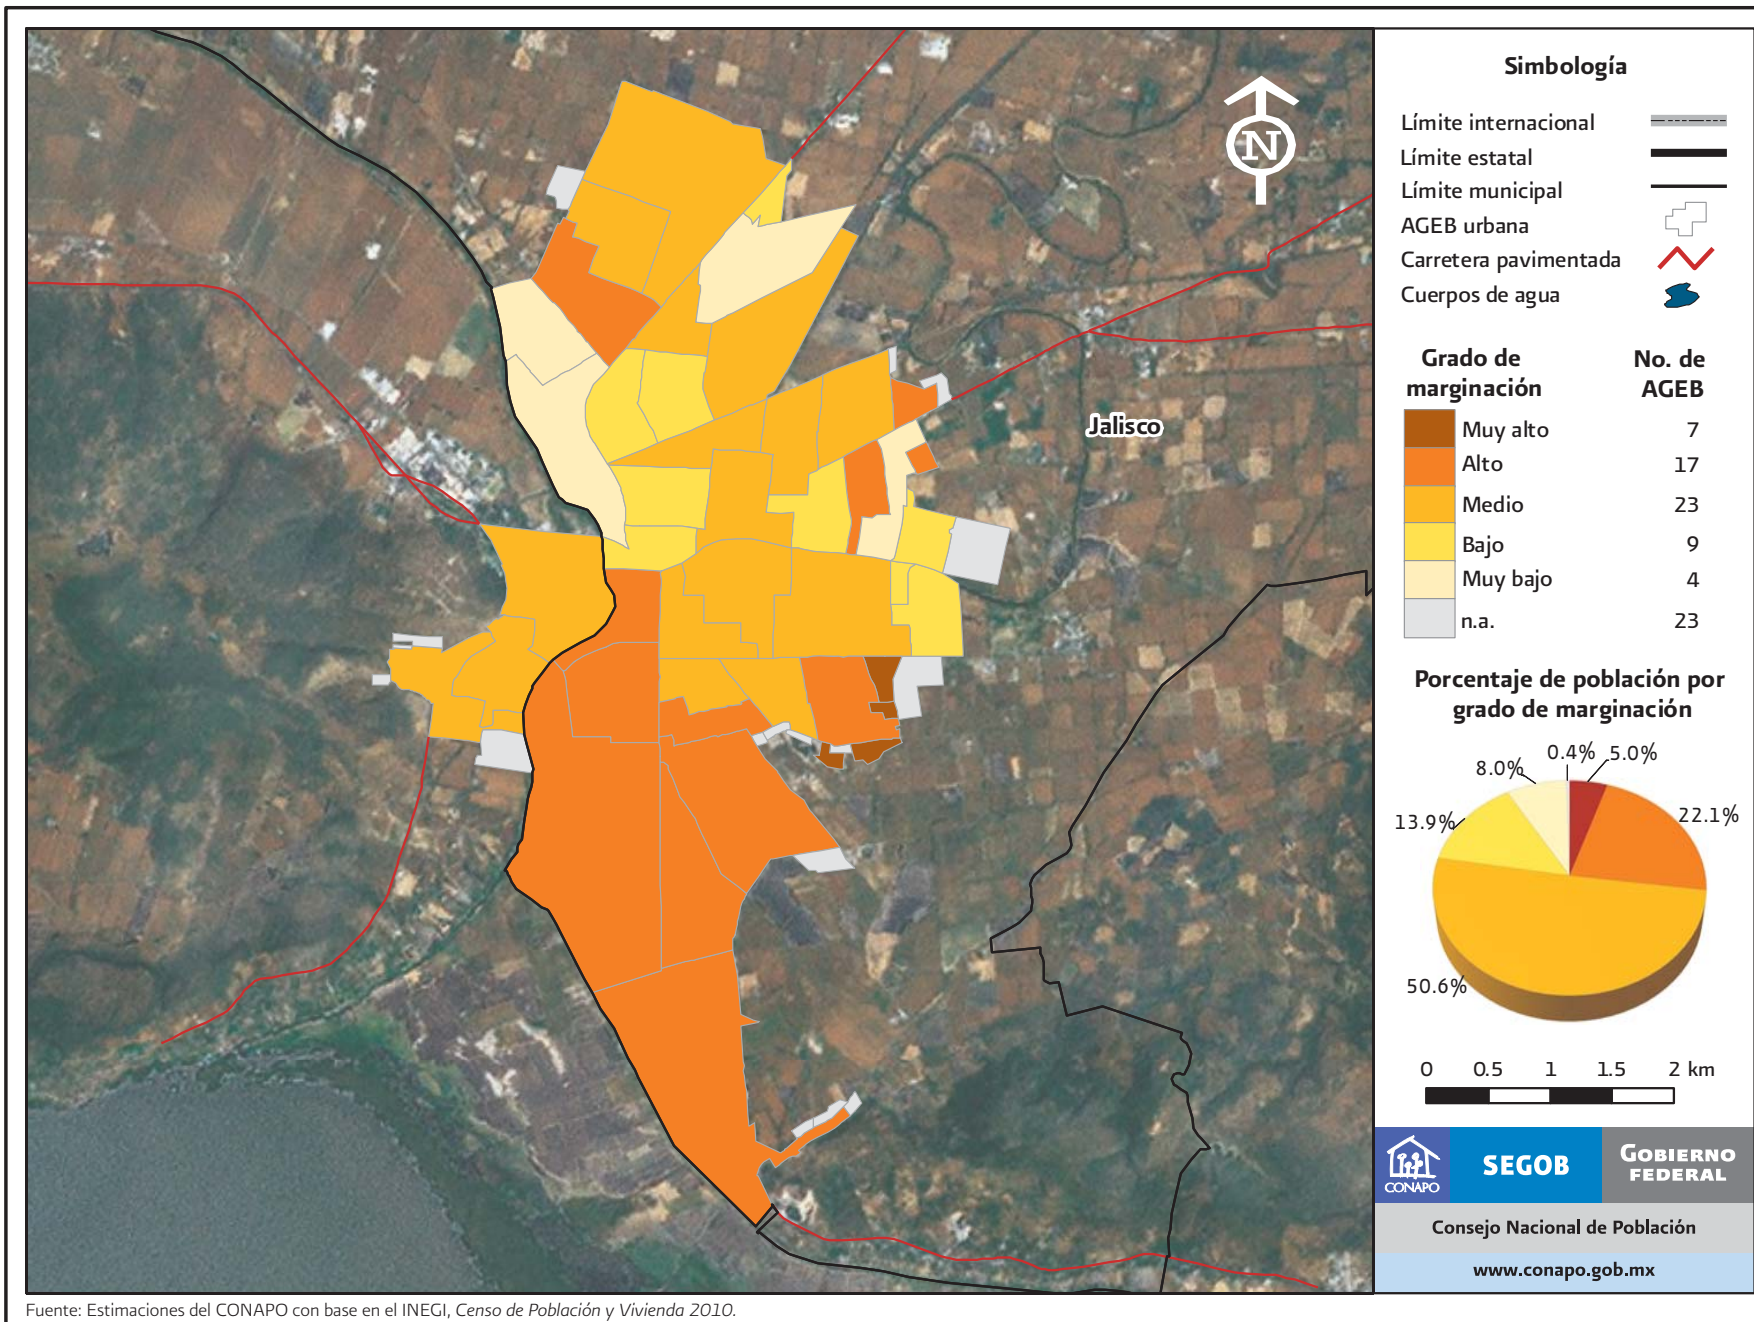 Jalisco
N
Simbología
Límite internacional
Límite estatal
Límite municipal
AGEB urbana
Carretera pavimentada
Cuerpos de agua
Grado de marginación No. de AGEB
Muy alto 7
Alto 17
Medio 23
Bajo 9
Muy bajo 4
n.a. 23
Porcentaje de población por
grado de marginación
0.4% 5.0%
8.0%
13.9% 22.1%
50.6%
0 0.5 1 1.5 2 km
CONAPO
SEGOB
GOBIERNO
FEDERAL
Consejo Nacional de Población
www.conapo.gob.mx
Fuente: Estimaciones del CONAPO con base en el INEGI, Censo de Población y Vivienda 2010.